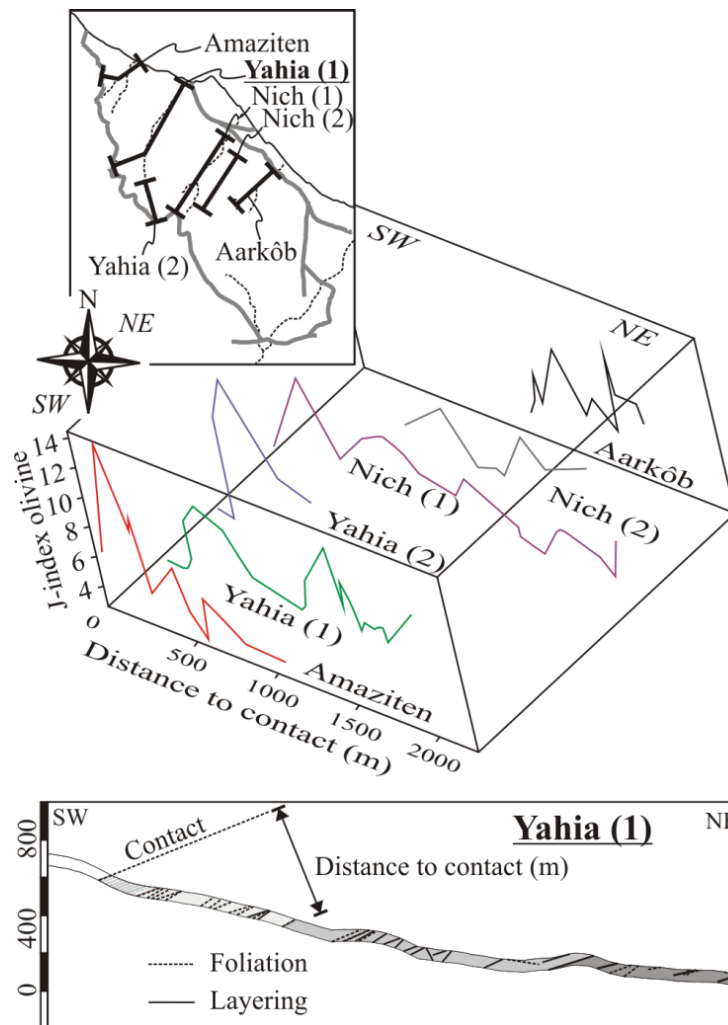 Amaziten
Yahia (1)
Nich (1)
Nich (2)
Aarkôb
Yahia (2)
N
NE
SW
SW
NE
J-index olivine
14
12
10
8
6
4
0
500
1000
1500
2000
Distance to contact (m)
Aarkôb
Nich (1)
Nich (2)
Yahia (2)
Yahia (1)
Amaziten
SW
Yahia (1)
Contact
Distance to contact (m)
800
400
0
Foliation
Layering